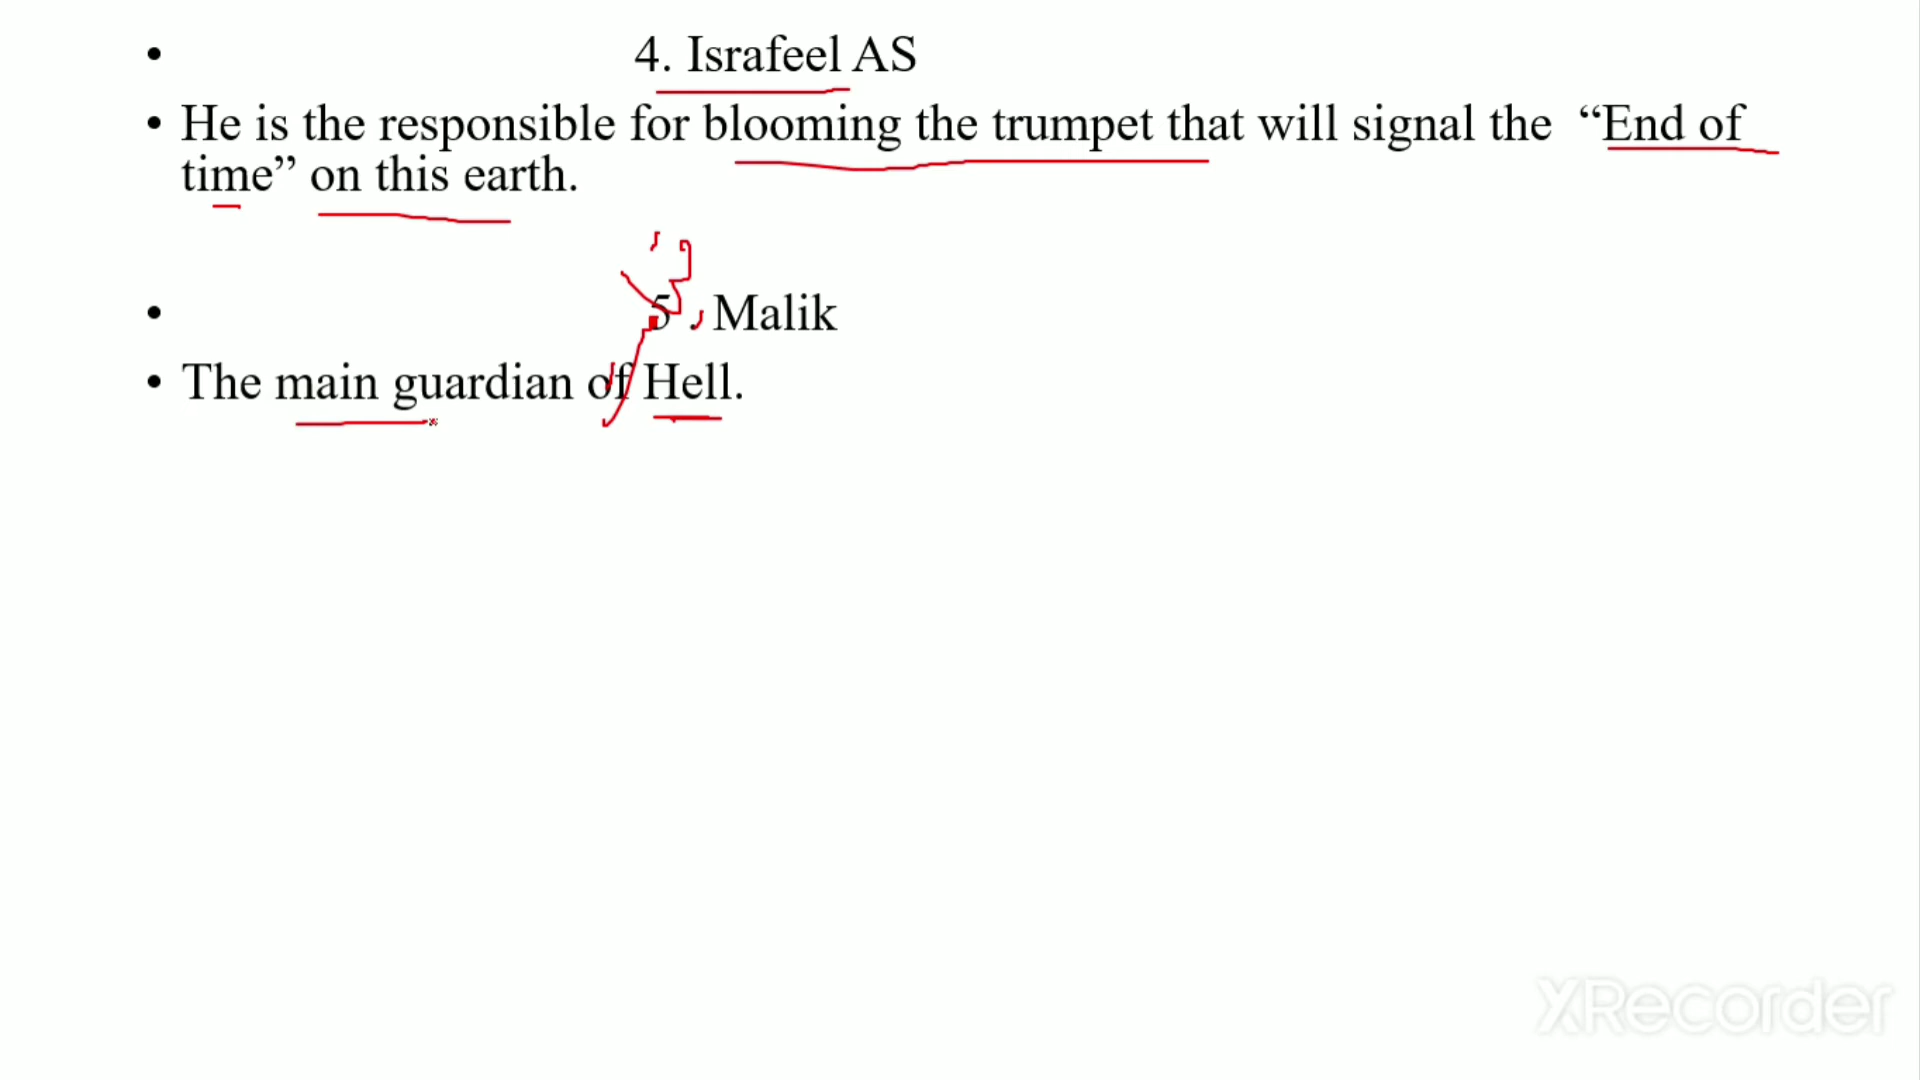 • 4. Israfeel AS
• He is the responsible for blooming the trumpet that will signal the “End of
time” on this earth.
• 5 . Malik
• The main guardian of Hell.
XRecorder